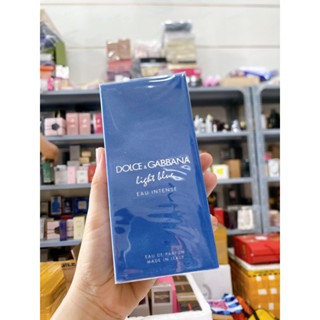 DOLCE & GABBANA
light blue
EAU INTENSE
EAU DE PARFUM
MADE IN ITALY